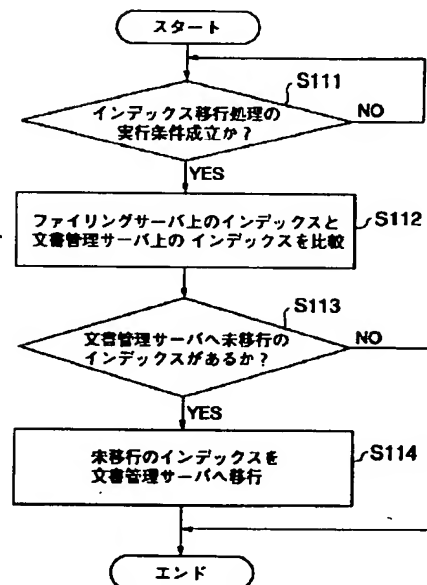 スタート
S111
インデックス移行処理の
実行条件成立か?
NO
YES
ファイリングサーバ上のインデックスと
文書管理サーバ上の インデックスを比較
S112
S113
文書管理サーバへ未移行の
インデックスがあるか?
NO
YES
未移行のインデックスを
文書管理サーバへ移行
S114
エンド